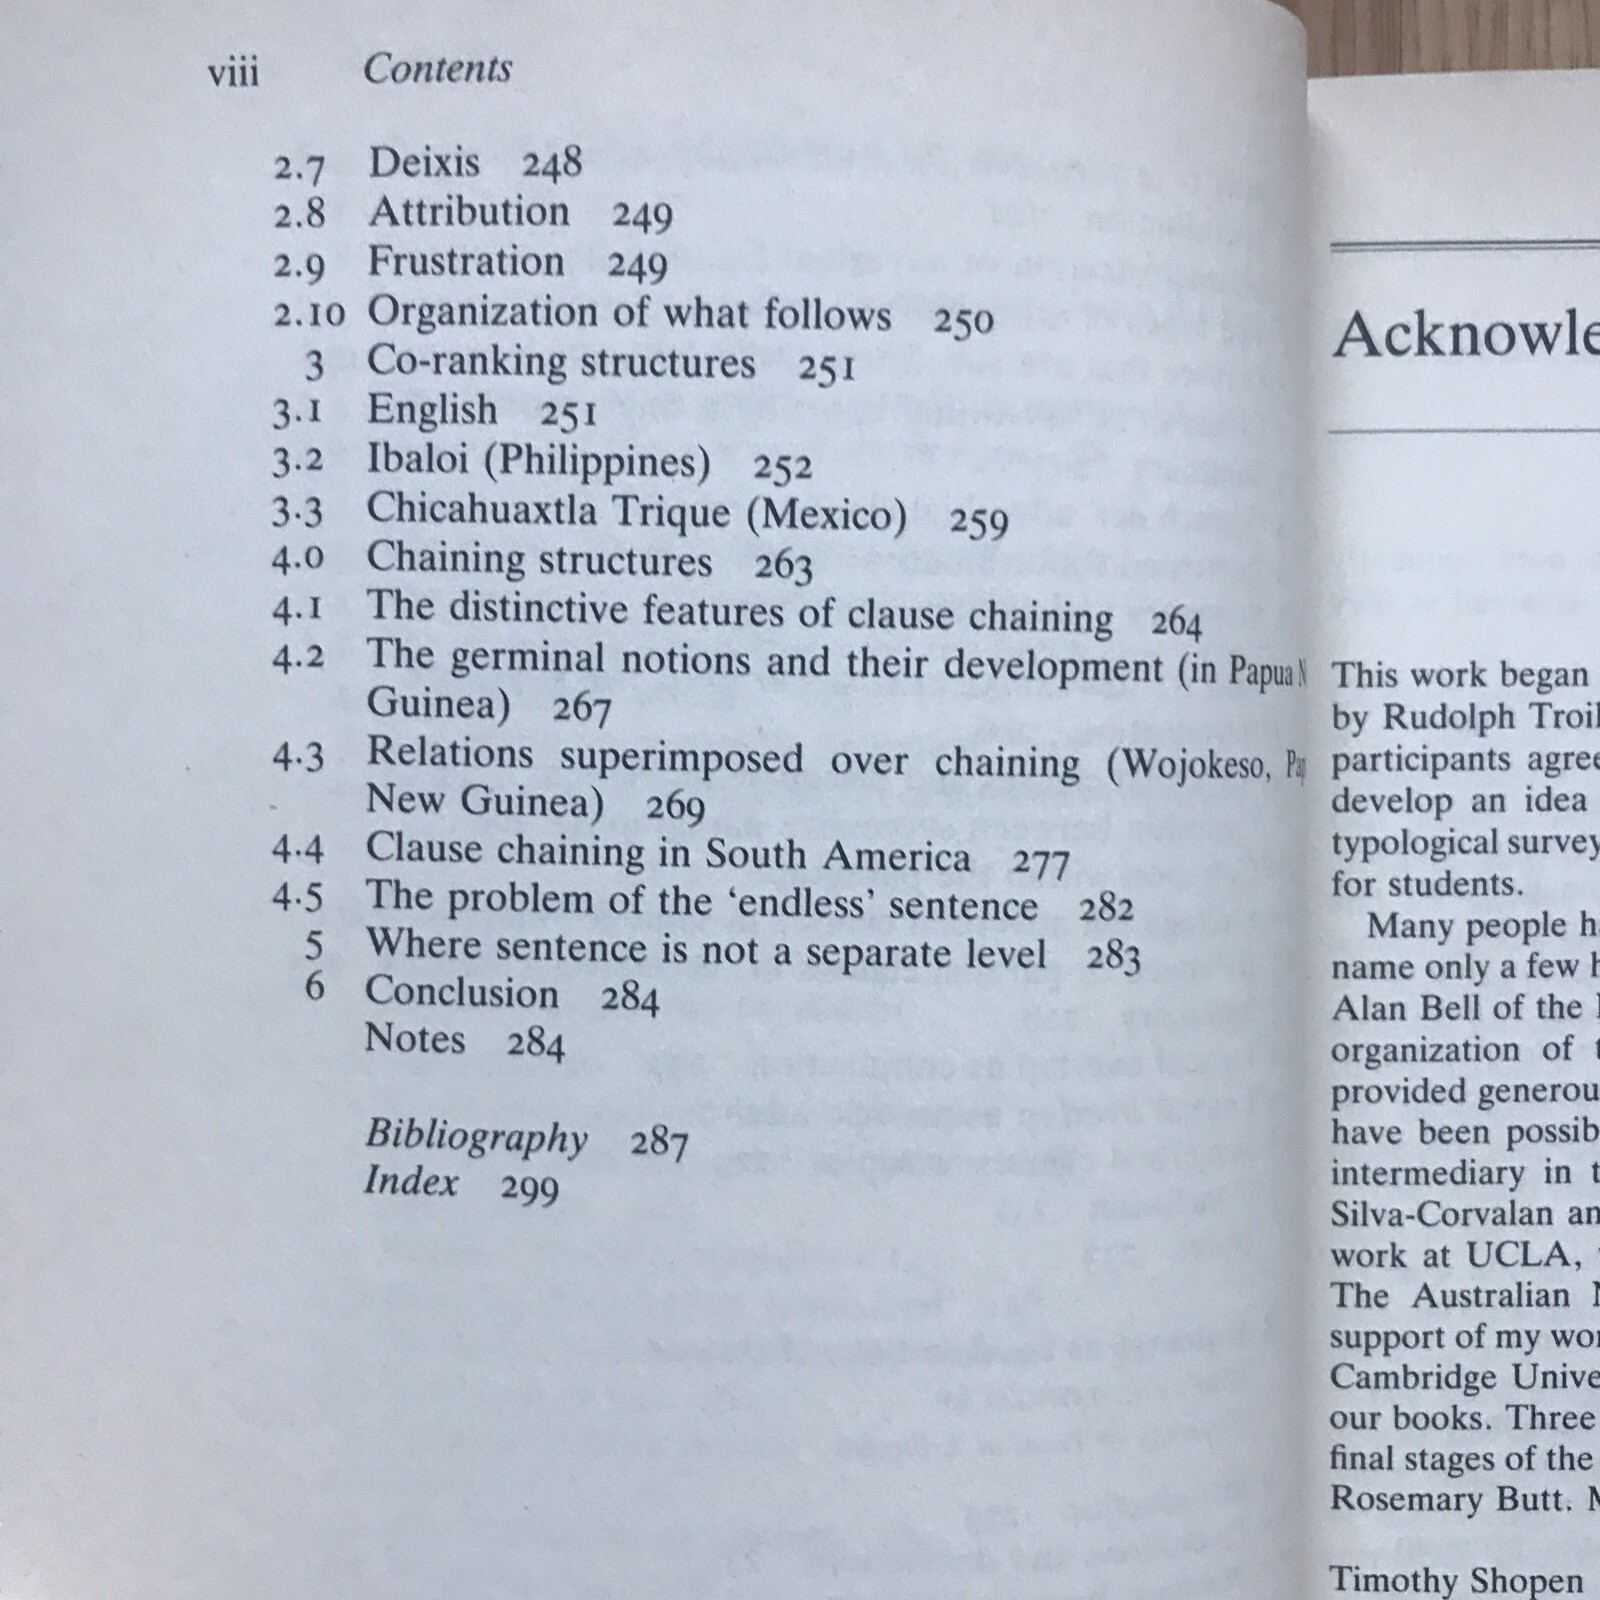 viii Contents
2.7 Deixis 248
2.8 Attribution 249
2.9 Frustration 249
2.10 Organization of what follows 250
3 Co-ranking structures 251
3.1 English 251
3.2 Ibaloi (Philippines) 252
3.3 Chicahuaxtla Trique (Mexico) 259
4.0 Chaining structures 263
4.1 The distinctive features of clause chaining 264
4.2 The germinal notions and their development (in Papua
Guinea) 267
4.3 Relations superimposed over chaining (Wojokeso,
New Guinea) 269
4.4 Clause chaining in South America 277
4.5 The problem of the ‘endless’ sentence 282
5 Where sentence is not a separate level 283
6 Conclusion 284
Notes 284
Bibliography 287
Index 299
Acknowle
This work began
by Rudolph Troi
participants agree
develop an idea
typological survey
for students.
Many people h
name only a few
Alan Bell of the
organization of
provided generou
have been possib
intermediary in
Silva-Corvalan an
work at UCLA,
The Australian
support of my wo
Cambridge Unive
our books. Three
final stages of the
Rosemary Butt.
Timothy Shopen